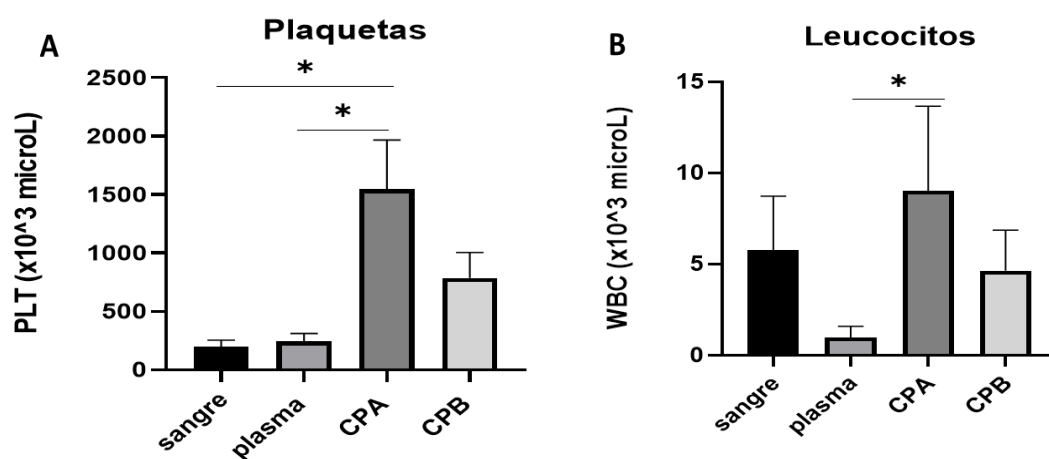 A
Plaquetas
PLT (x10^3 microL)
2500
2000
1500
1000
500
0
*
*
sangre
plasma
CPA
CPB
B
Leucocitos
WBC (x10^3 microL)
15
10
5
0
*
sangre
plasma
CPA
CPB